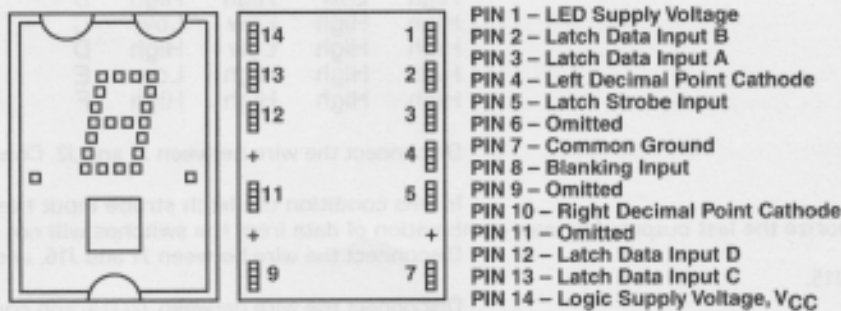 14 1
13 2
12 3
4
11 5
9 7
PIN 1 – LED Supply Voltage
PIN 2 – Latch Data Input B
PIN 3 – Latch Data Input A
PIN 4 – Left Decimal Point Cathode
PIN 5 – Latch Strobe Input
PIN 6 – Omitted
PIN 7 – Common Ground
PIN 8 – Blanking Input
PIN 9 – Omitted
PIN 10 – Right Decimal Point Cathode
PIN 11 – Omitted
PIN 12 – Latch Data Input D
PIN 13 – Latch Data Input C
PIN 14 – Logic Supply Voltage, VCC